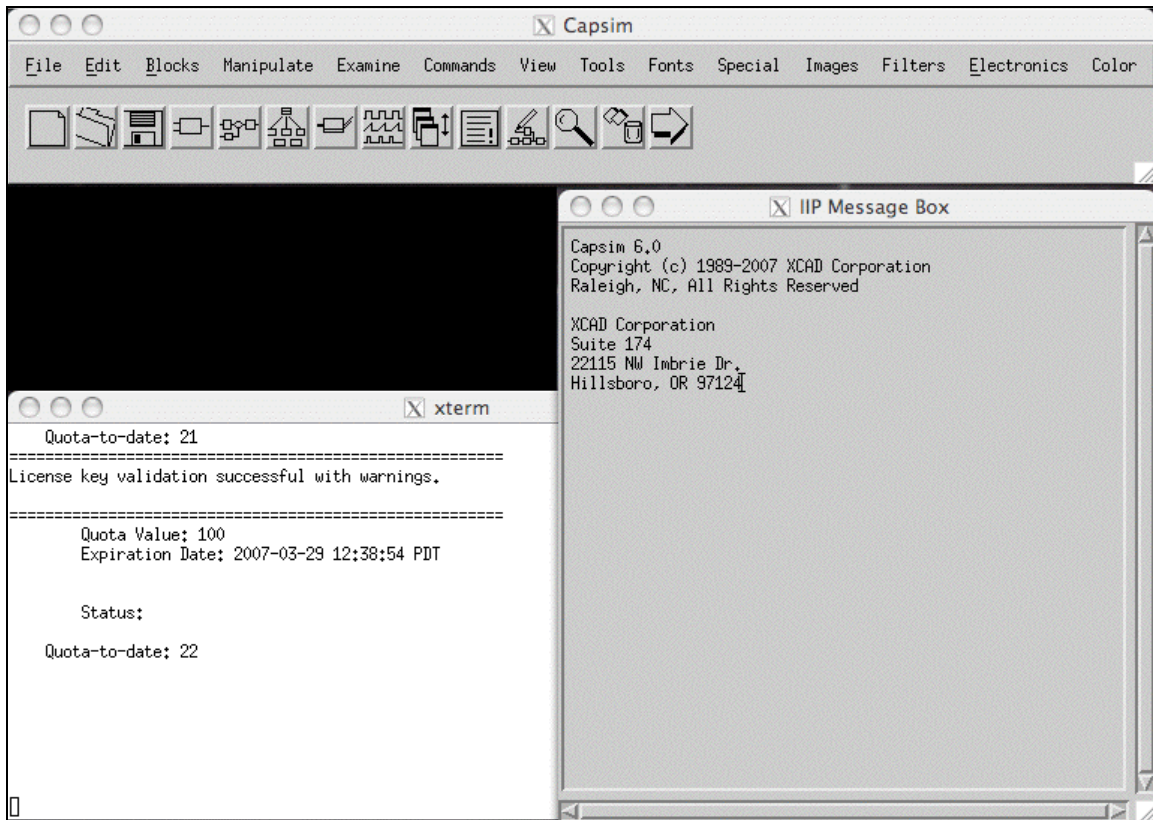 Capsim
File Edit Blocks Manipulate Examine Commands View Tools Fonts Special Images Filters Electronics Color
IIP Message Box
Capsim 6.0
Copyright (c) 1989-2007 XCAD Corporation
Raleigh, NC, All Rights Reserved
XCAD Corporation
Suite 174
22115 NW Imbrie Dr.
Hillsboro, OR 97124
xterm
Quota-to-date: 21
=======================================================
License key validation successful with warnings.
=======================================================
Quota Value: 100
Expiration Date: 2007-03-29 12:38:54 PDT
Status:
Quota-to-date: 22